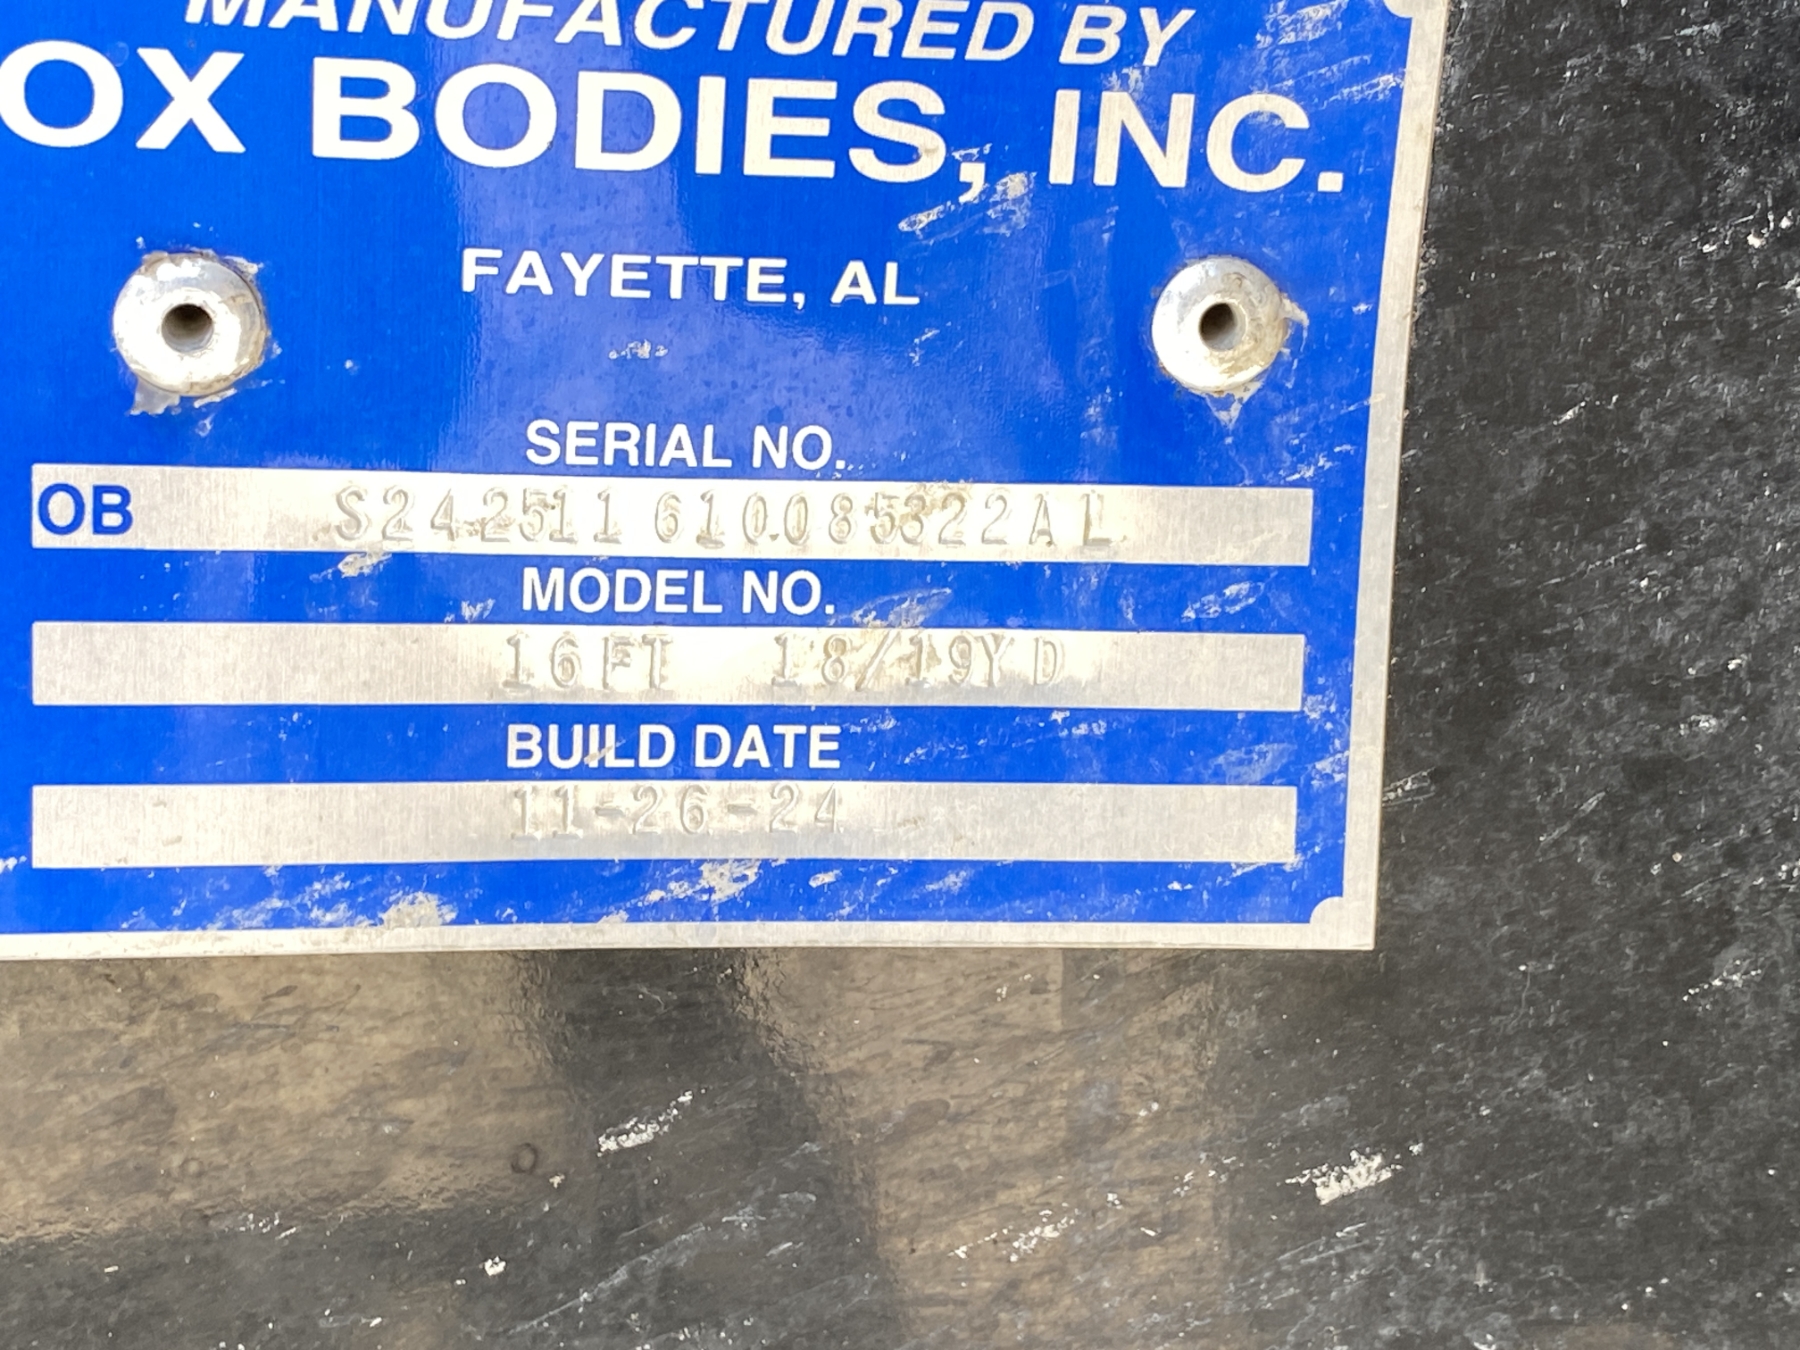 MANUFACTURED BY
OX BODIES, INC.
FAYETTE, AL
SERIAL NO.
OB S242511610085322AL
MODEL NO.
16FT 18/19YD
BUILD DATE
11-26-24